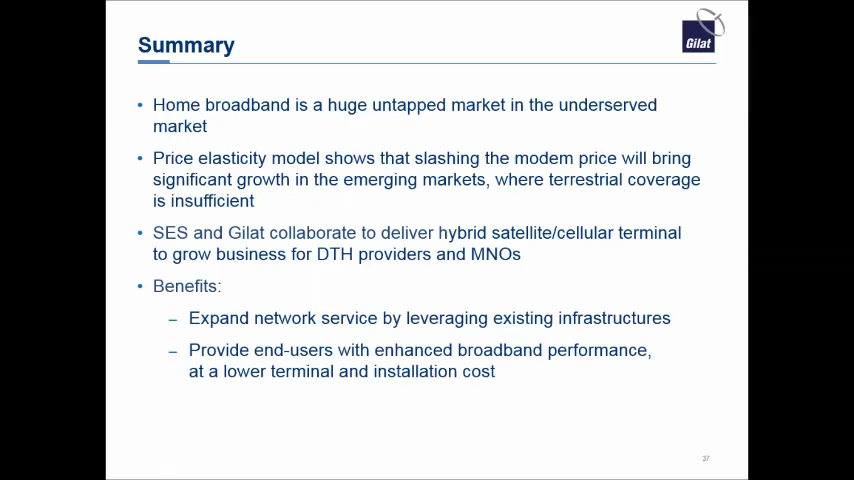 Summary
Gilat
• Home broadband is a huge untapped market in the underserved
market
• Price elasticity model shows that slashing the modem price will bring
significant growth in the emerging markets, where terrestrial coverage
is insufficient
• SES and Gilat collaborate to deliver hybrid satellite/cellular terminal
to grow business for DTH providers and MNOs
• Benefits:
– Expand network service by leveraging existing infrastructures
– Provide end-users with enhanced broadband performance,
at a lower terminal and installation cost
37